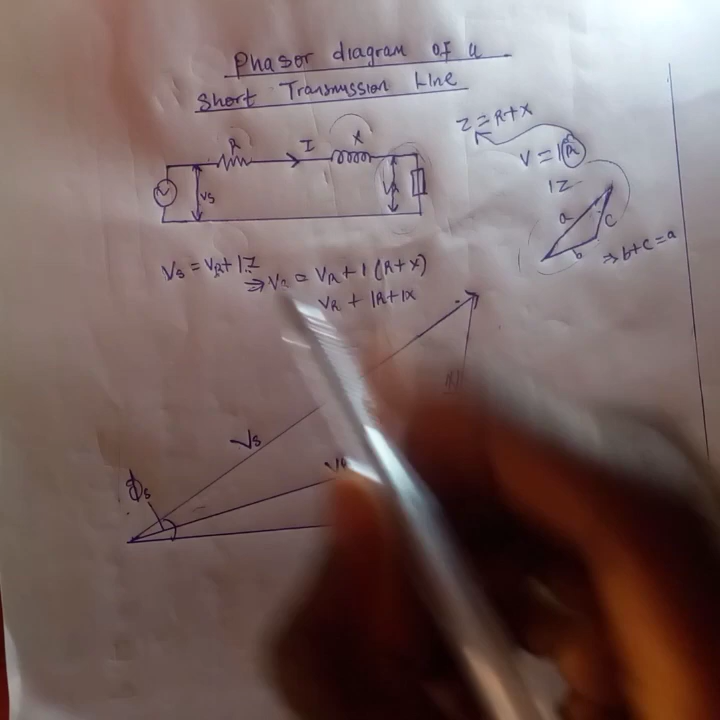 Phasor diagram of a
Short Transmission Line
Z = R+X
V = IR
IZ
R I X
Vs
a c
b ⇒ b+c = a
Vs = VR + IZ
⇒ Vs = VR + I (R+X)
VR + IR + IX
Vs
ϕs